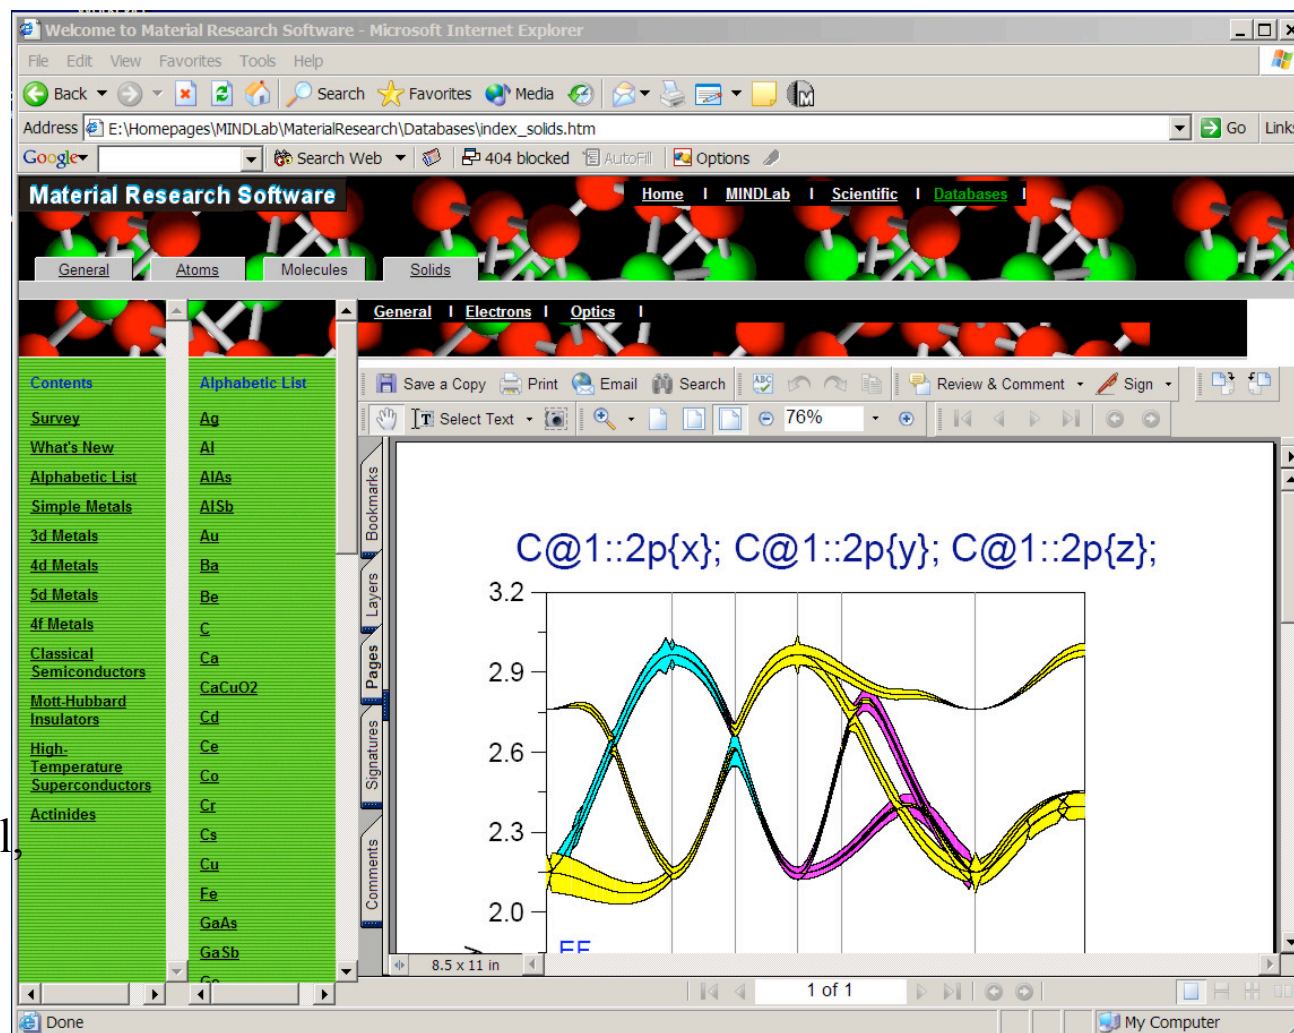 Welcome to Material Research Software - Microsoft Internet Explorer
File Edit View Favorites Tools Help
Back Search Favorites Media
Address E:\Homepages\MINDLab\MaterialResearch\Databases\index_solids.htm Go Links
Google Search Web 404 blocked AutoFill Options
Material Research Software
Home I MINDLab I Scientific I Databases I
General Atoms Molecules Solids
General I Electrons I Optics I
Contents
Survey
What's New
Alphabetic List
Simple Metals
3d Metals
4d Metals
5d Metals
4f Metals
Classical
Semiconductors
Mott-Hubbard
Insulators
High-
Temperature
Superconductors
Actinides
Alphabetic List
Ag
Al
AlAs
AlSb
Au
Ba
Be
C
Ca
CaCuO2
Cd
Ce
Co
Cr
Cs
Cu
Fe
GaAs
GaSb
Ge
l,
Save a Copy Print Email Search Review & Comment Sign
Select Text 76%
Bookmarks
Layers
Pages
Signatures
Comments
C@1::2p{x}; C@1::2p{y}; C@1::2p{z};
3.2
2.9
2.6
2.3
2.0
EF
8.5 x 11 in
1 of 1
Done My Computer